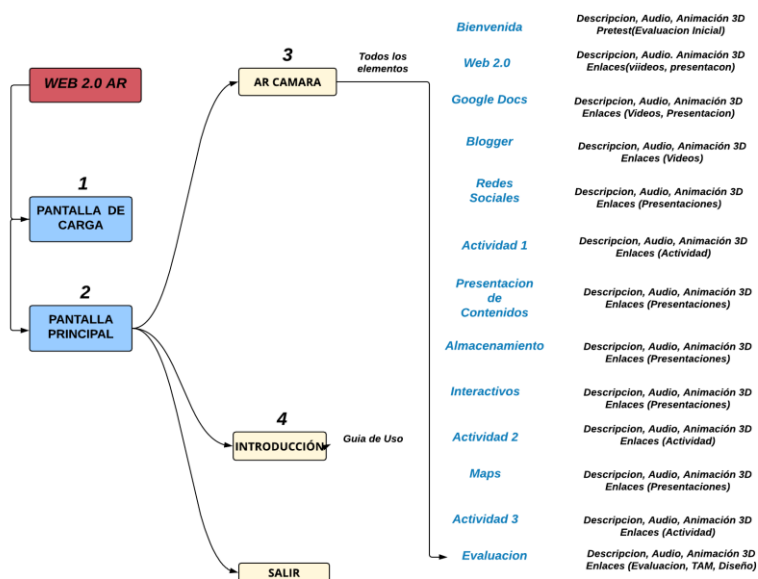 WEB 2.0 AR
1
PANTALLA DE
CARGA
2
PANTALLA
PRINCIPAL
3
AR CAMARA
Todos los
elementos
4
INTRODUCCIÓN
Guia de Uso
SALIR
Bienvenida
Descripcion, Audio, Animación 3D
Pretest(Evaluacion Inicial)
Web 2.0
Descripcion, Audio. Animación 3D
Enlaces(viideos, presentacon)
Google Docs
Descripcion, Audio, Animación 3D
Enlaces (Videos, Presentacion)
Blogger
Descripcion, Audio, Animación 3D
Enlaces (Videos)
Redes
Sociales
Descripcion, Audio, Animación 3D
Enlaces (Presentaciones)
Actividad 1
Descripcion, Audio, Animación 3D
Enlaces (Actividad)
Presentacion
de
Contenidos
Descripcion, Audio, Animación 3D
Enlaces (Presentaciones)
Almacenamiento
Descripcion, Audio, Animación 3D
Enlaces (Presentaciones)
Interactivos
Descripcion, Audio, Animación 3D
Enlaces (Presentaciones)
Actividad 2
Descripcion, Audio, Animación 3D
Enlaces (Actividad)
Maps
Descripcion, Audio, Animación 3D
Enlaces (Presentaciones)
Actividad 3
Descripcion, Audio, Animación 3D
Enlaces (Actividad)
Evaluacion
Descripcion, Audio, Animación 3D
Enlaces (Evaluacion, TAM, Diseño)